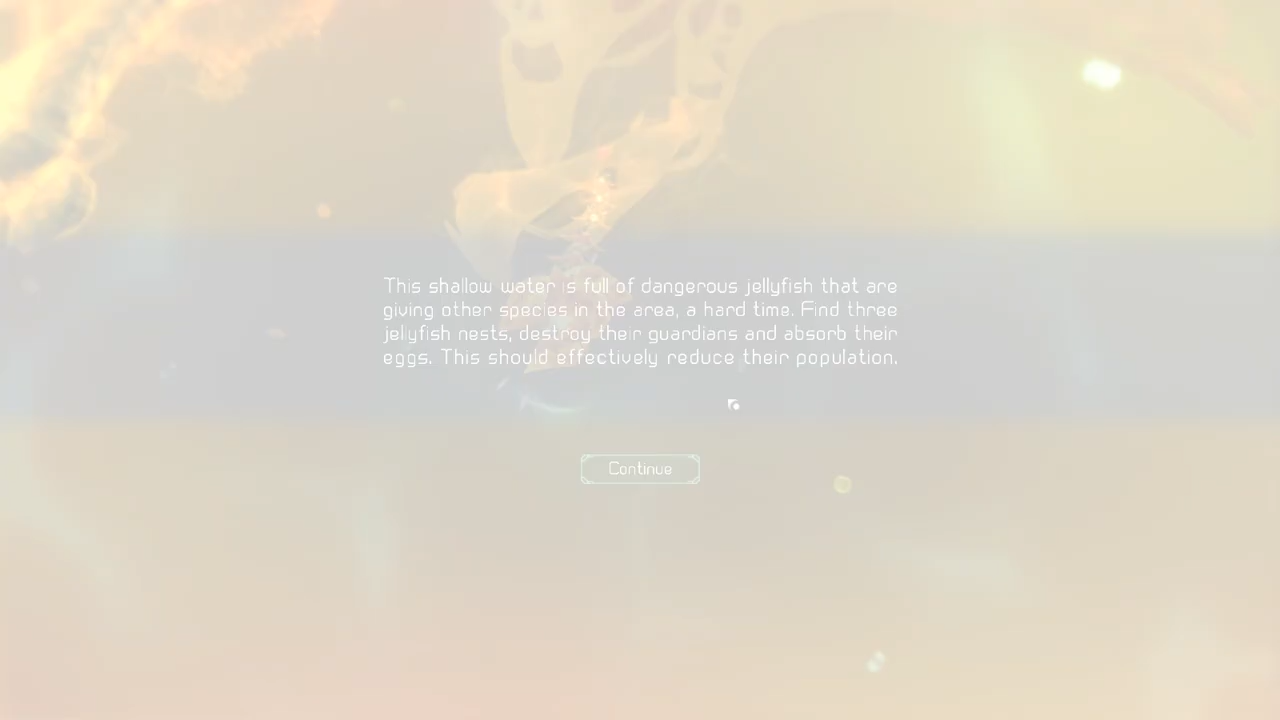 This shallow water is full of dangerous jellyfish that are
giving other species in the area, a hard time. Find three
jellyfish nests, destroy their guardians and absorb their
eggs. This should effectively reduce their population.
Continue